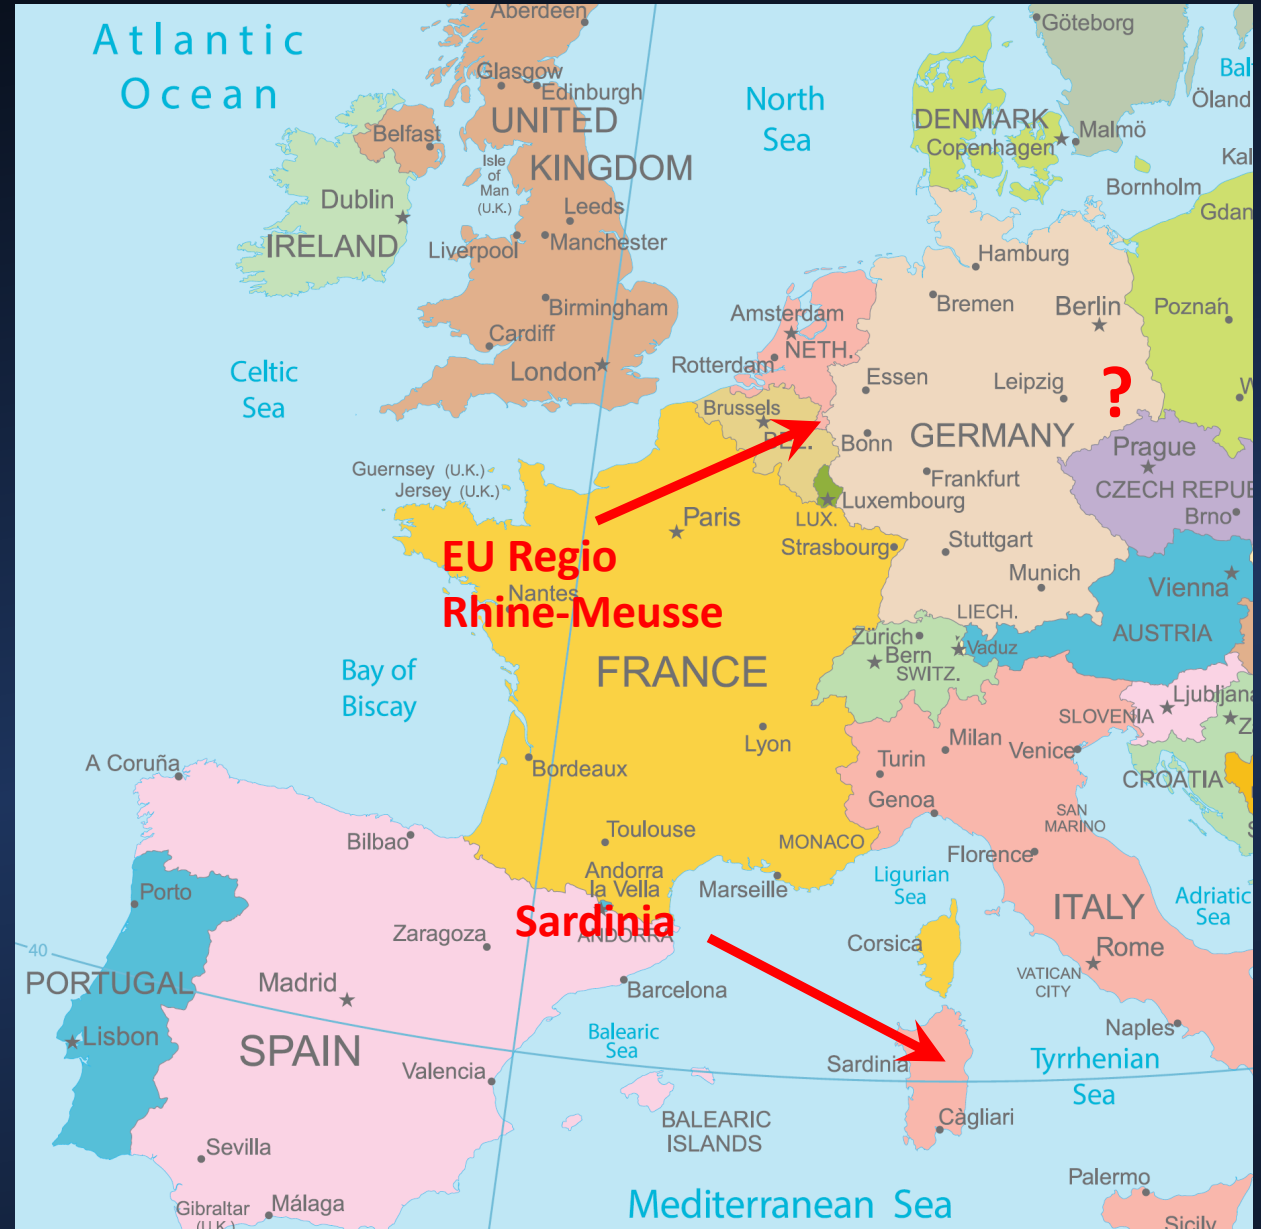 Atlantic
Ocean
Aberdeen
Göteborg
Glasgow
Edinburgh
UNITED
KINGDOM
North
Sea
DENMARK
Copenhagen
Malmö
Öland
Belfast
Isle
of
Man
(U.K.)
Bornholm
Dublin
IRELAND
Leeds
Liverpool
Manchester
Hamburg
Birmingham
Bremen
Berlin
Poznań
Amsterdam
NETH.
Cardiff
London
Rotterdam
Essen
Leipzig
?
Celtic
Sea
Brussels
BEL.
Bonn
GERMANY
Prague
Guernsey (U.K.)
Jersey (U.K.)
Frankfurt
CZECH REPUB
Luxembourg
LUX.
Brno
Paris
Strasbourg
Stuttgart
EU Regio
Rhine-Meusse
Nantes
Munich
Vienna
LIECH.
AUSTRIA
Zürich
Bern
SWITZ.
Vaduz
Bay of
Biscay
FRANCE
Ljubljana
SLOVENIA
Lyon
Milan
Venice
Turin
A Coruña
Bordeaux
CROATIA
Genoa
SAN
MARINO
Bilbao
Toulouse
MONACO
Florence
Andorra
la Vella
Marseille
Ligurian
Sea
Porto
ITALY
Adriatic
Sea
Sardinia
ANDORRA
Zaragoza
Corsica
Rome
40
PORTUGAL
Madrid
Barcelona
VATICAN
CITY
Lisbon
SPAIN
Balearic
Sea
Naples
Valencia
Sardinia
Tyrrhenian
Sea
BALEARIC
ISLANDS
Càgliari
Sevilla
Palermo
Gibraltar
(U.K.)
Málaga
Mediterranean Sea
Sicily